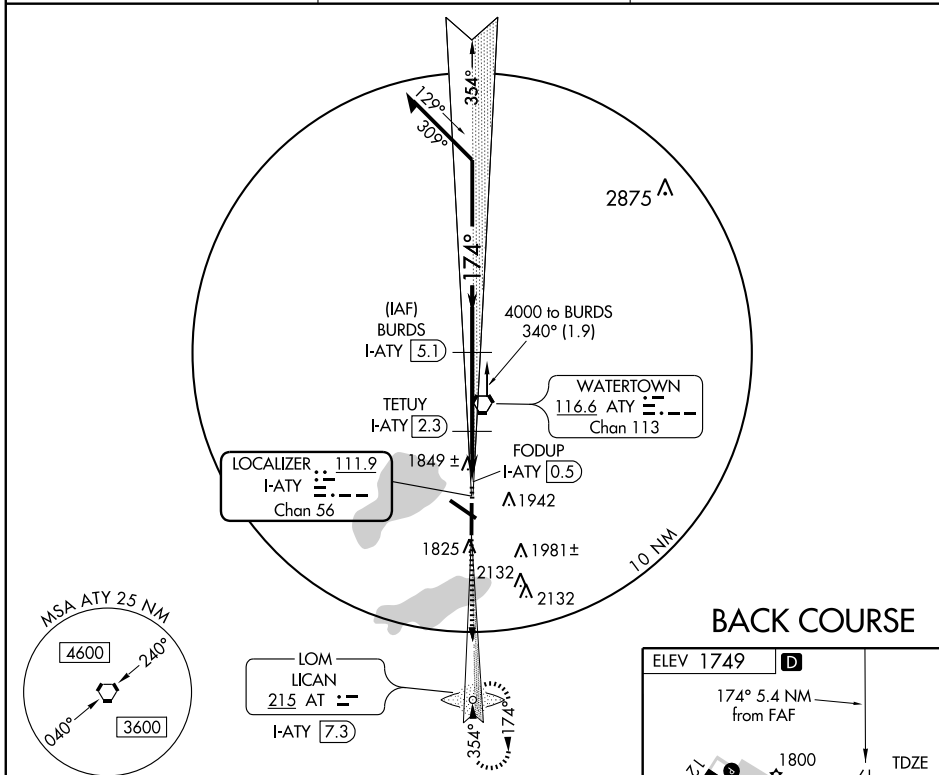 354°
129°
309°
2875
174°
(IAF)
BURDS
I-ATY 5.1
4000 to BURDS
340° (1.9)
WATERTOWN
116.6 ATY
Chan 113
TETUY
I-ATY 2.3
LOCALIZER 111.9
I-ATY
Chan 56
1849 ±
FODUP
I-ATY 0.5
1942
1825
1981±
2132
2132
10 NM
MSA ATY 25 NM
4600
240°
040°
3600
LOM
LICAN
215 AT
I-ATY 7.3
354°
174°
BACK COURSE
ELEV 1749 D
174° 5.4 NM
from FAF
12
P
1800
TDZE